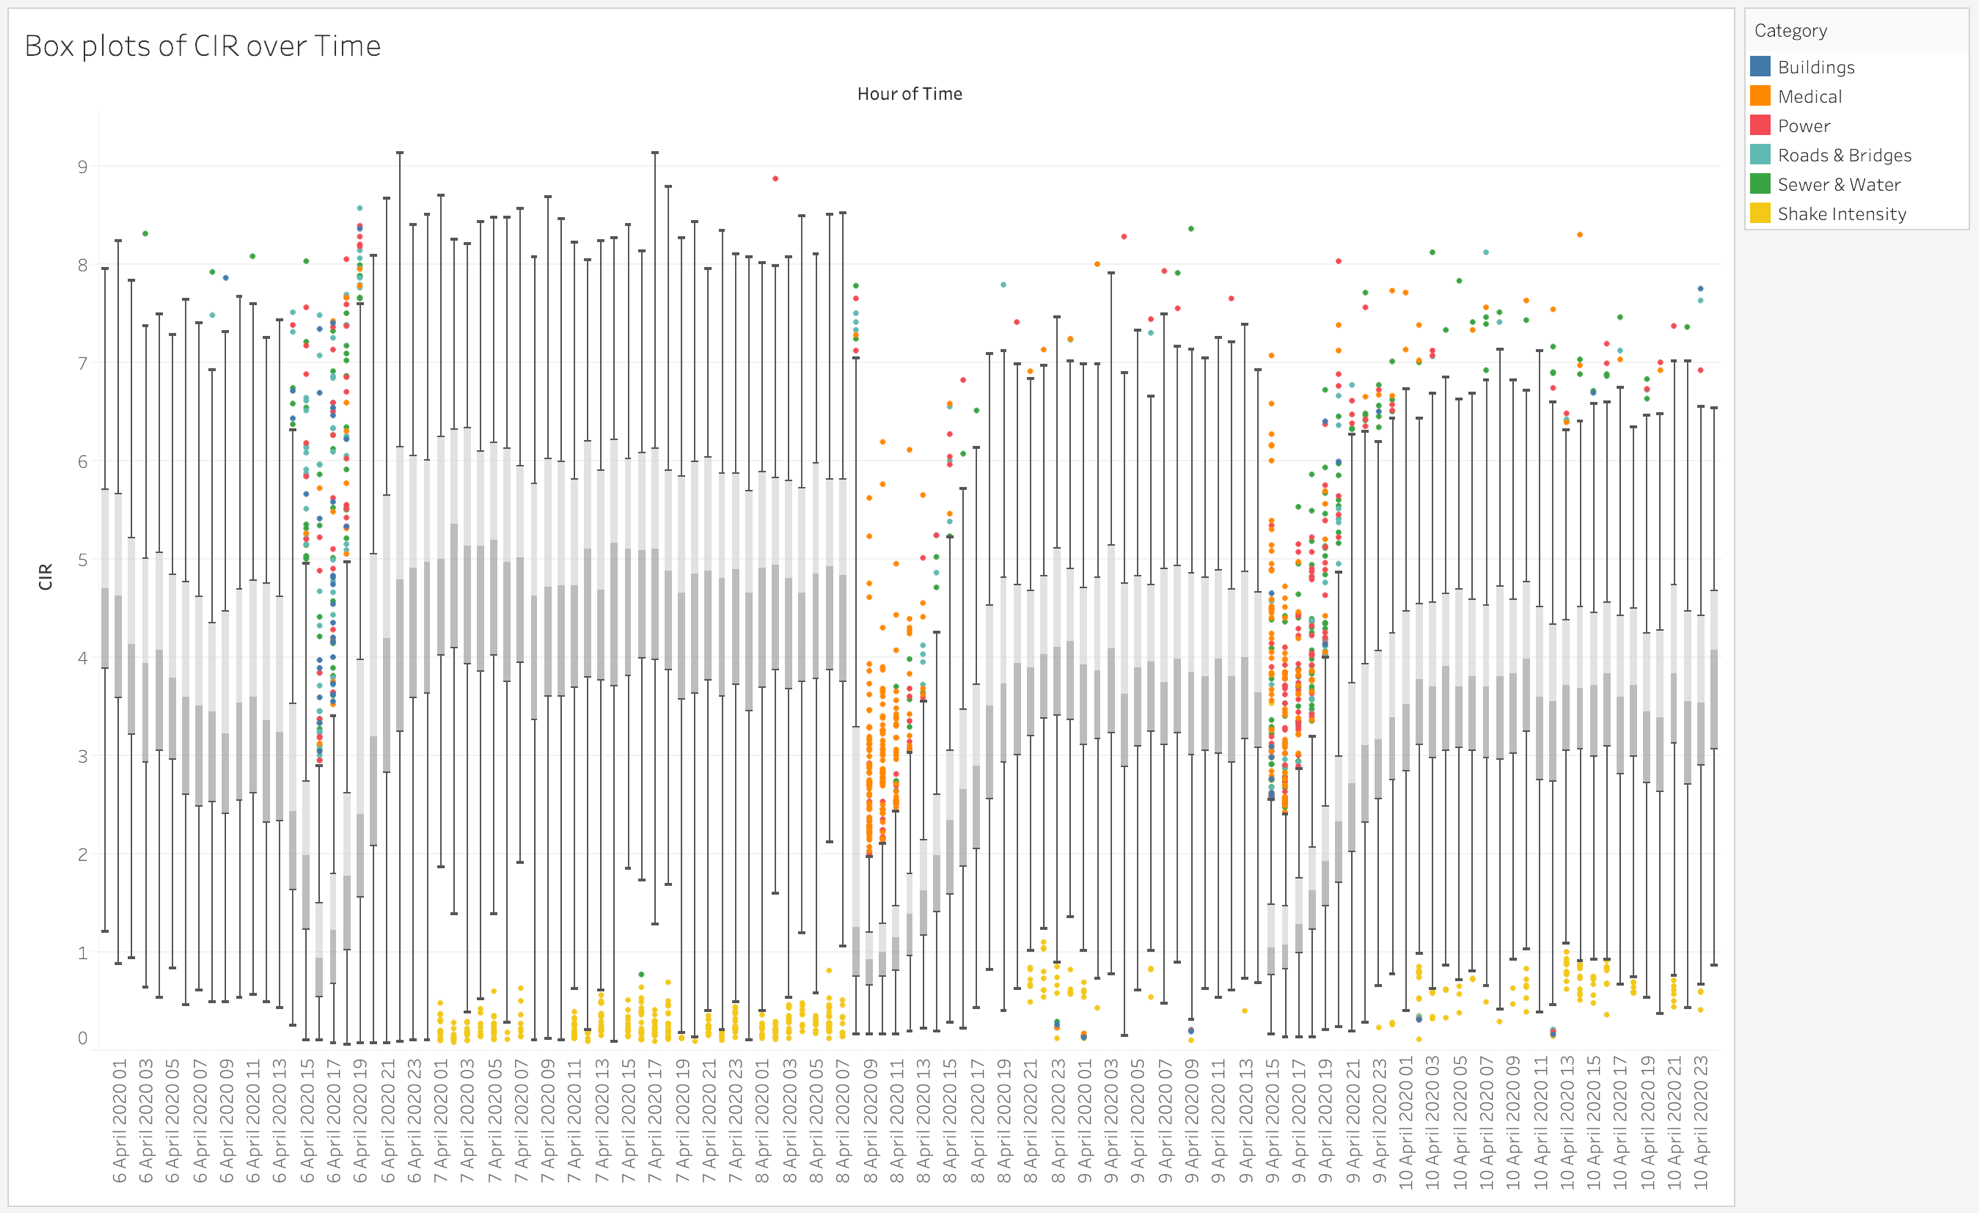 Box plots of CIR over Time
Hour of Time
CIR
9
8
7
6
5
4
3
2
1
0
6 April 2020 01
6 April 2020 03
6 April 2020 05
6 April 2020 07
6 April 2020 09
6 April 2020 11
6 April 2020 13
6 April 2020 15
6 April 2020 17
6 April 2020 19
6 April 2020 21
6 April 2020 23
7 April 2020 01
7 April 2020 03
7 April 2020 05
7 April 2020 07
7 April 2020 09
7 April 2020 11
7 April 2020 13
7 April 2020 15
7 April 2020 17
7 April 2020 19
7 April 2020 21
7 April 2020 23
8 April 2020 01
8 April 2020 03
8 April 2020 05
8 April 2020 07
8 April 2020 09
8 April 2020 11
8 April 2020 13
8 April 2020 15
8 April 2020 17
8 April 2020 19
8 April 2020 21
8 April 2020 23
9 April 2020 01
9 April 2020 03
9 April 2020 05
9 April 2020 07
9 April 2020 09
9 April 2020 11
9 April 2020 13
9 April 2020 15
9 April 2020 17
9 April 2020 19
9 April 2020 21
9 April 2020 23
10 April 2020 01
10 April 2020 03
10 April 2020 05
10 April 2020 07
10 April 2020 09
10 April 2020 11
10 April 2020 13
10 April 2020 15
10 April 2020 17
10 April 2020 19
10 April 2020 21
10 April 2020 23
Category
Buildings
Medical
Power
Roads & Bridges
Sewer & Water
Shake Intensity